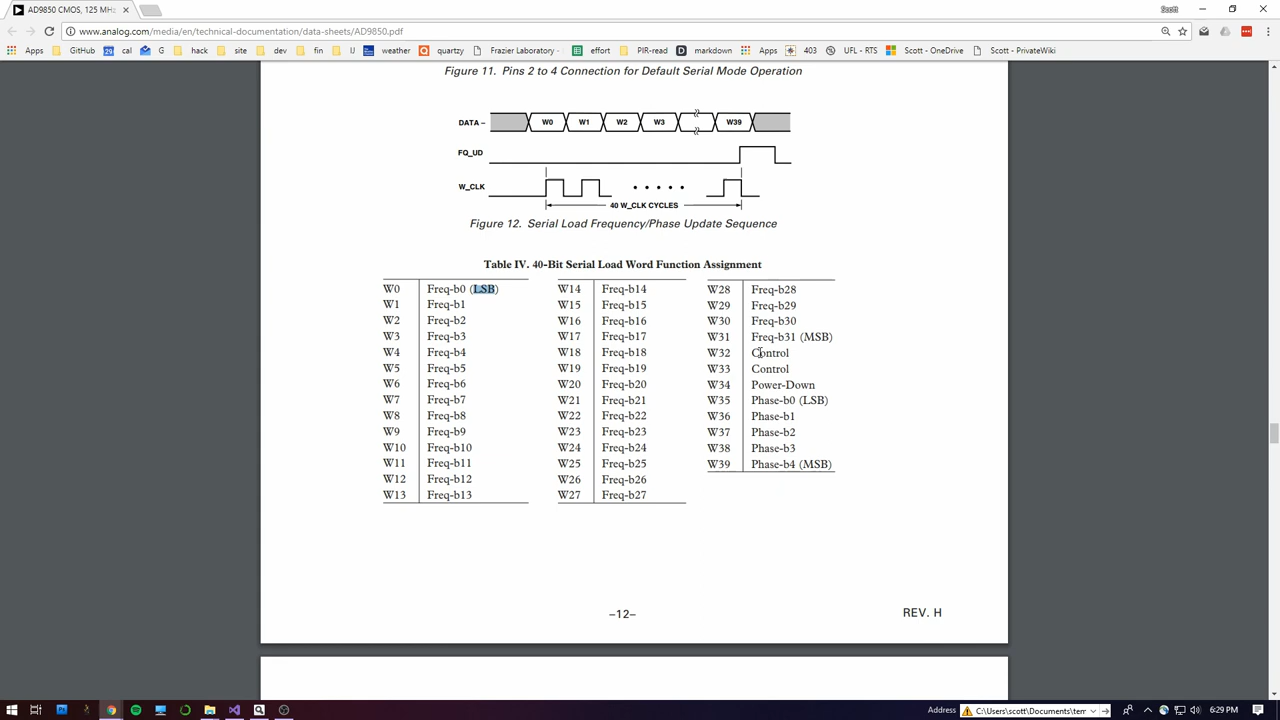 AD9850 CMOS, 125 MH:
Scott
www.analog.com/media/en/technical-documentation/data-sheets/AD9850.pdf
Apps GitHub 29 cal G hack site dev fin IJ weather quartzy Frazier Laboratory - effort PIR-read markdown Apps 403 UFL - RTS Scott - OneDrive Scott - PrivateWiki
Figure 11. Pins 2 to 4 Connection for Default Serial Mode Operation
DATA – W0 W1 W2 W3 W39
FQ_UD
W_CLK
40 W_CLK CYCLES
Figure 12. Serial Load Frequency/Phase Update Sequence
Table IV. 40-Bit Serial Load Word Function Assignment
W0 Freq-b0 (LSB) W14 Freq-b14 W28 Freq-b28
W1 Freq-b1 W15 Freq-b15 W29 Freq-b29
W2 Freq-b2 W16 Freq-b16 W30 Freq-b30
W3 Freq-b3 W17 Freq-b17 W31 Freq-b31 (MSB)
W4 Freq-b4 W18 Freq-b18 W32 Control
W5 Freq-b5 W19 Freq-b19 W33 Control
W6 Freq-b6 W20 Freq-b20 W34 Power-Down
W7 Freq-b7 W21 Freq-b21 W35 Phase-b0 (LSB)
W8 Freq-b8 W22 Freq-b22 W36 Phase-b1
W9 Freq-b9 W23 Freq-b23 W37 Phase-b2
W10 Freq-b10 W24 Freq-b24 W38 Phase-b3
W11 Freq-b11 W25 Freq-b25 W39 Phase-b4 (MSB)
W12 Freq-b12 W26 Freq-b26
W13 Freq-b13 W27 Freq-b27
–12– REV. H
Address C:\Users\scott\Documents\tem 6:29 PM